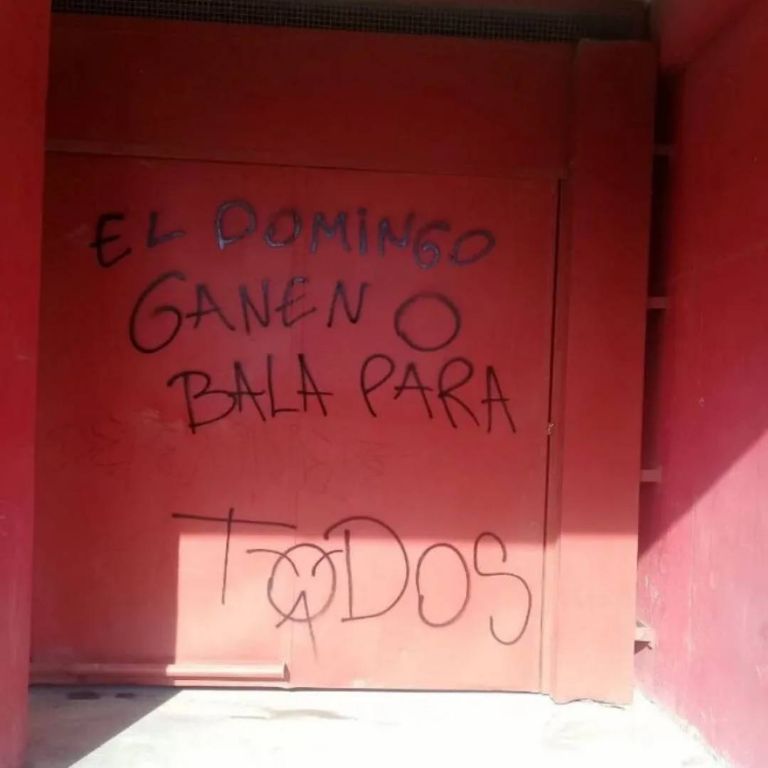 EL DOMINGO
GANEN O
BALA PARA
TODOS